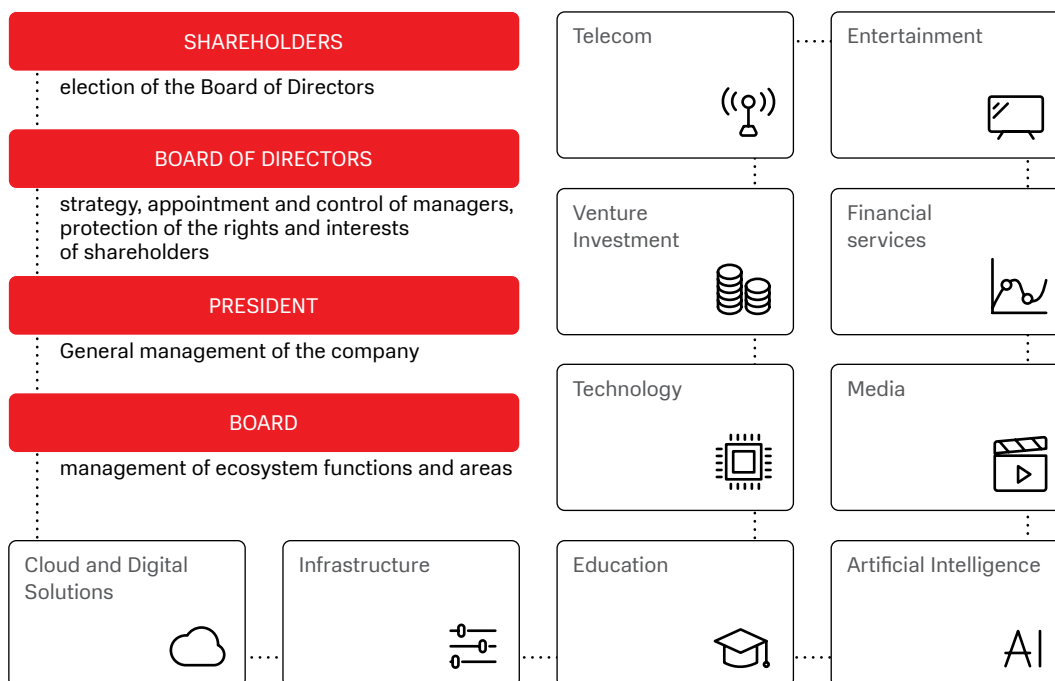 SHAREHOLDERS
election of the Board of Directors
BOARD OF DIRECTORS
strategy, appointment and control of managers,
protection of the rights and interests
of shareholders
PRESIDENT
General management of the company
BOARD
management of ecosystem functions and areas
Telecom
Entertainment
Venture
Investment
Financial
services
Technology
Media
Cloud and Digital
Solutions
Infrastructure
Education
Artificial Intelligence
AI